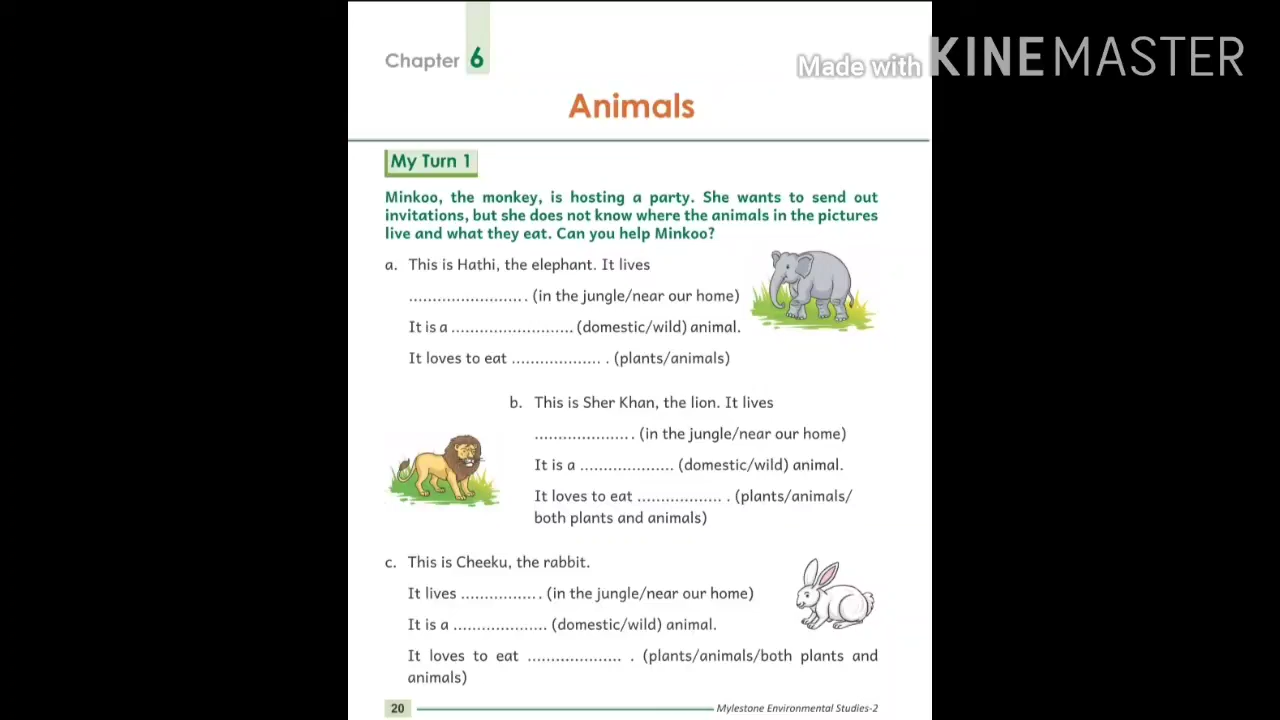 Chapter 6
Made with KINEMASTER
Animals
My Turn 1
Minkoo, the monkey, is hosting a party. She wants to send out
invitations, but she does not know where the animals in the pictures
live and what they eat. Can you help Minkoo?
a. This is Hathi, the elephant. It lives
......................... . (in the jungle/near our home)
It is a .......................... (domestic/wild) animal.
It loves to eat ................... . (plants/animals)
b. This is Sher Khan, the lion. It lives
.................... . (in the jungle/near our home)
It is a .................... (domestic/wild) animal.
It loves to eat .................. . (plants/animals/
both plants and animals)
c. This is Cheeku, the rabbit.
It lives ................ . (in the jungle/near our home)
It is a .................... (domestic/wild) animal.
It loves to eat .................... . (plants/animals/both plants and
animals)
20
Mylestone Environmental Studies-2